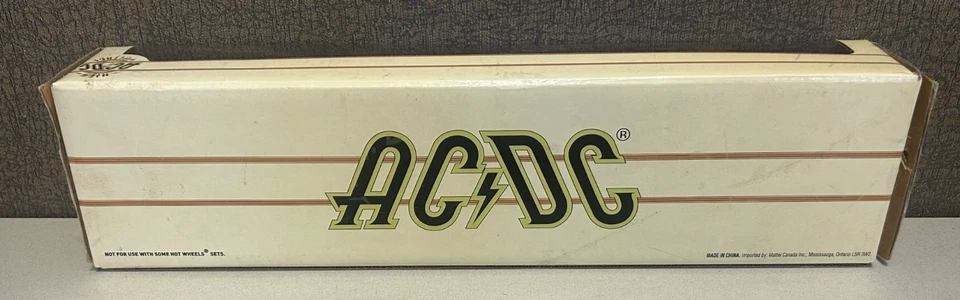 AC⚡DC®
NOT FOR USE WITH SOME HOT WHEELS® SETS.
MADE IN CHINA. Imported by: Mattel Canada Inc., Mississauga, Ontario L5R 3W2.